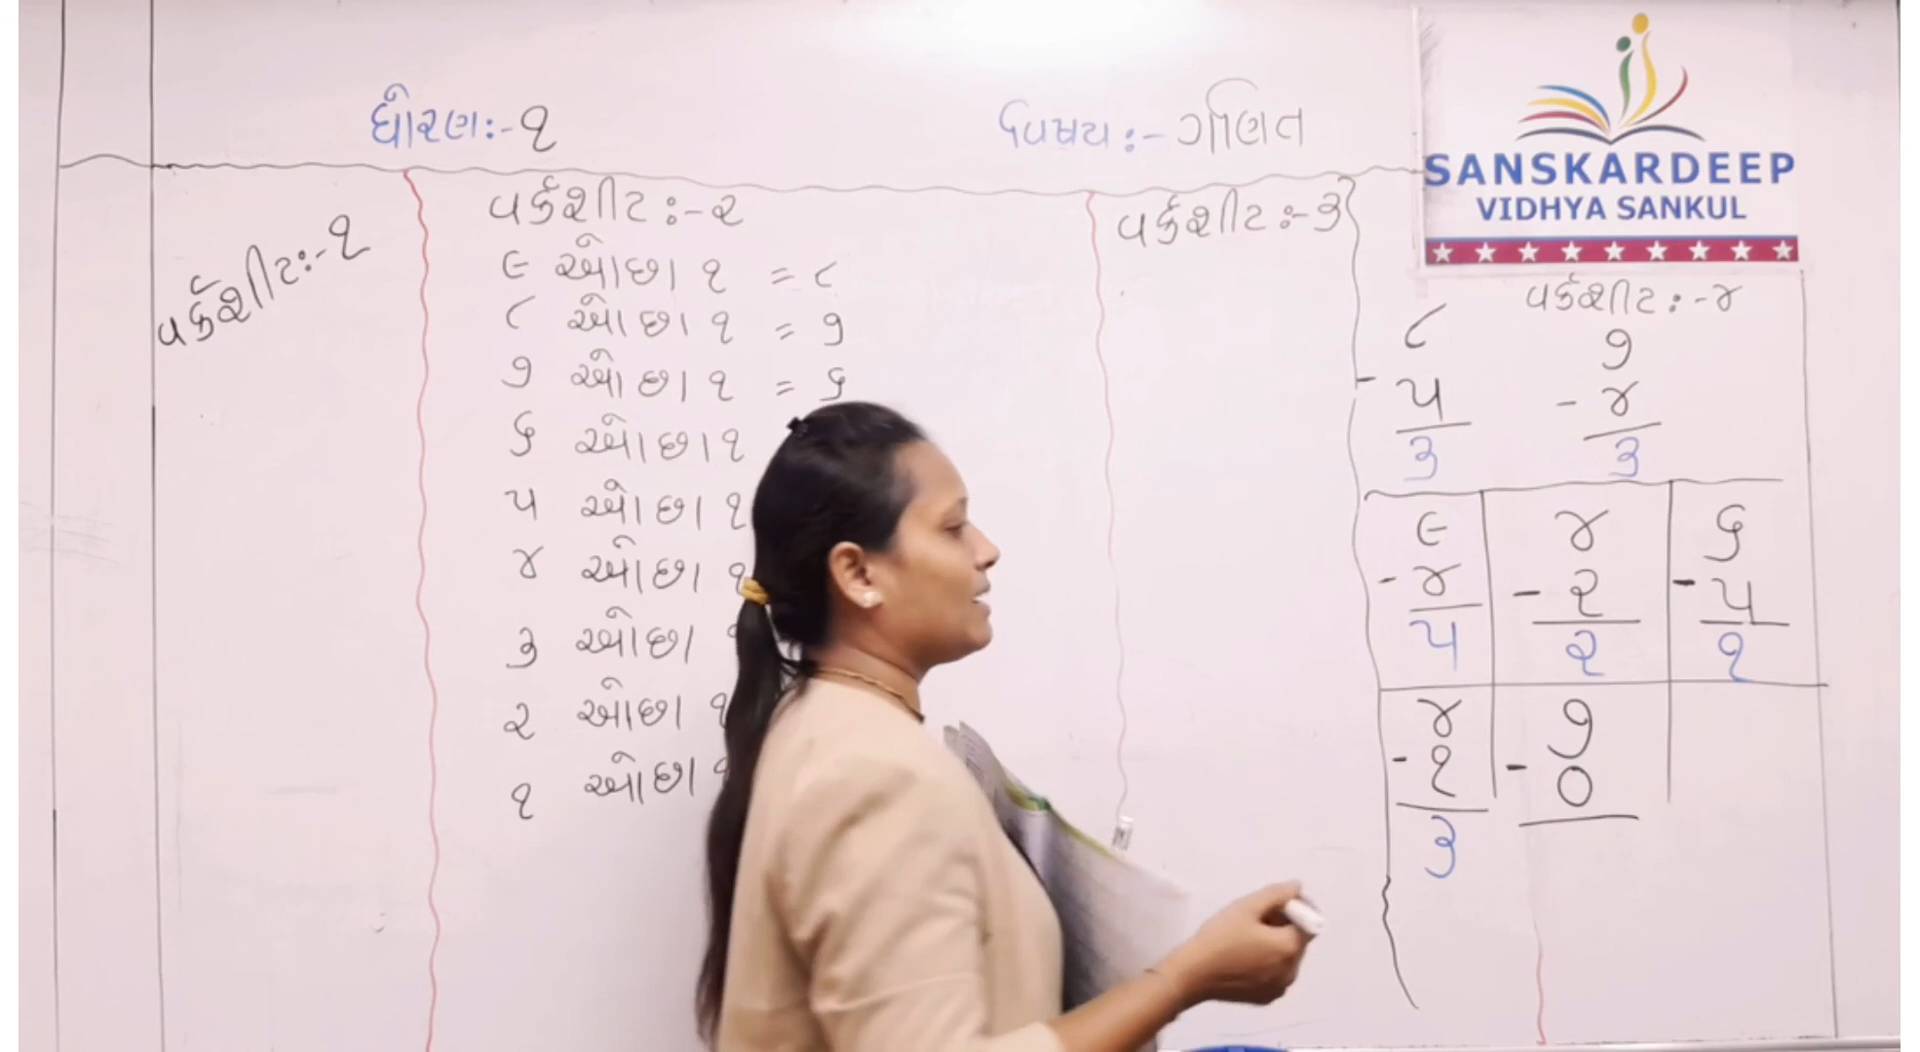 ધોરણ:- ૧
વિષય:- ગણિત
SANSKARDEEP
VIDHYA SANKUL
વર્કશીટ:-૧
વર્કશીટ:-૨
૯ ઓછા ૧ = ૮
૮ ઓછા ૧ = ૭
૭ ઓછા ૧ = ૬
૬ ઓછા ૧
૫ ઓછા ૧
૪ ઓછા ૧
૩ ઓછા ૧
૨ ઓછા ૧
૧ ઓછા ૧
વર્કશીટ:-૩
વર્કશીટ:-૪
૮ ૭
- ૫ - ૪
૩ ૩
૯ ૪ ૬
- ૪ - ૨ - ૫
૫ ૨ ૧
૪ ૭
- ૧ - ૦
૩